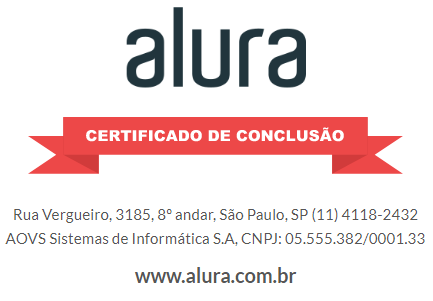 alura
CERTIFICADO DE CONCLUSÃO
Rua Vergueiro, 3185, 8º andar, São Paulo, SP (11) 4118-2432
AOVS Sistemas de Informática S.A, CNPJ: 05.555.382/0001.33
www.alura.com.br